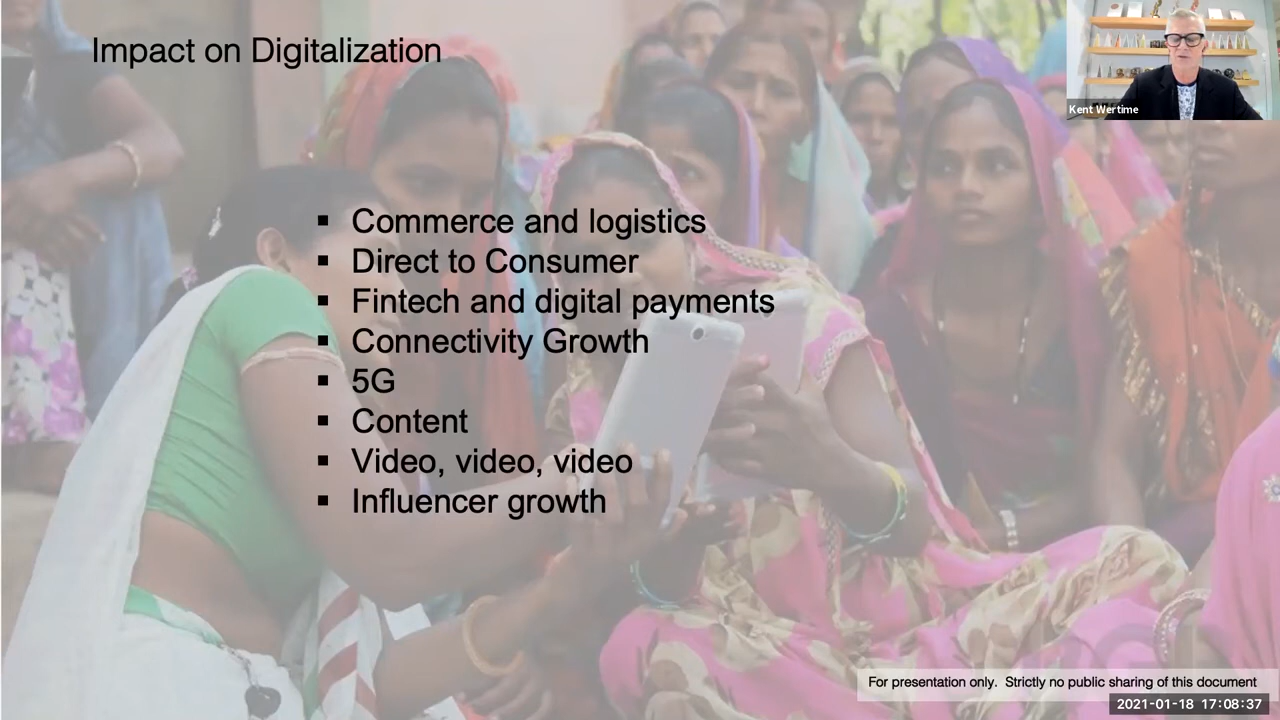 Impact on Digitalization
Kent Wertime
▪ Commerce and logistics
▪ Direct to Consumer
▪ Fintech and digital payments
▪ Connectivity Growth
▪ 5G
▪ Content
▪ Video, video, video
▪ Influencer growth
For presentation only.  Strictly no public sharing of this document
2021-01-18 17:08:37